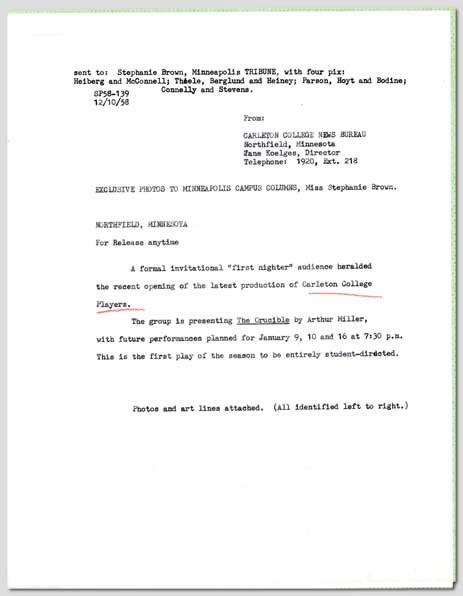 sent to: Stephanie Brown, Minneapolis TRIBUNE, with four pix:
Heiberg and McConnell; Thiele, Berglund and Heiney; Parson, Hoyt and Bodine;
Connelly and Stevens.
SP58-139
12/10/58
From:
CARLETON COLLEGE NEWS BUREAU
Northfield, Minnesota
Jane Koelges, Director
Telephone: 1920, Ext. 218
EXCLUSIVE PHOTOS TO MINNEAPOLIS CAMPUS COLUMNS, Miss Stephanie Brown.
NORTHFIELD, MINNESOTA
For Release anytime
A formal invitational "first nighter" audience heralded
the recent opening of the latest production of Carleton College
Players.
The group is presenting The Crucible by Arthur Miller,
with future performances planned for January 9, 10 and 16 at 7:30 p.m.
This is the first play of the season to be entirely student-directed.
Photos and art lines attached. (All identified left to right.)